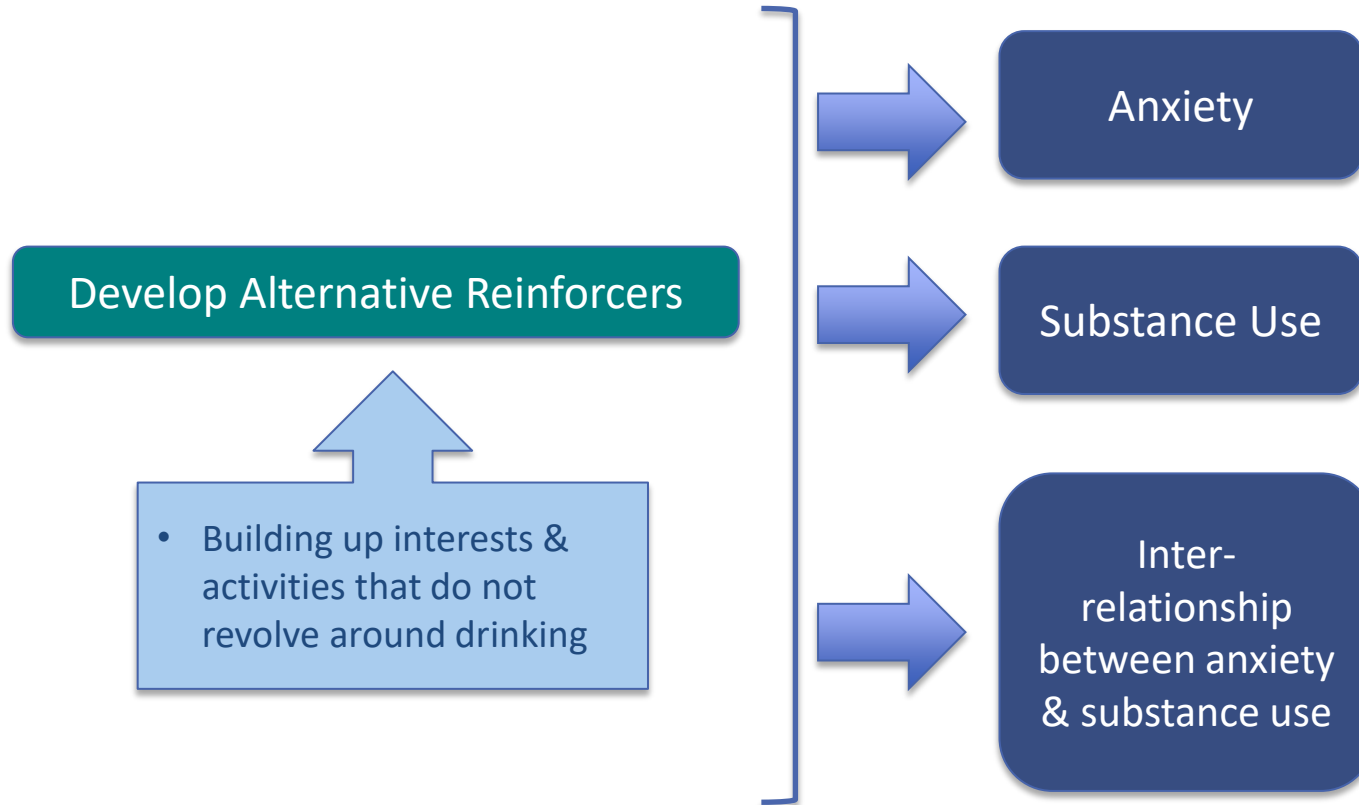 Develop Alternative Reinforcers
• Building up interests &
activities that do not
revolve around drinking
Anxiety
Substance Use
Inter-
relationship
between anxiety
& substance use